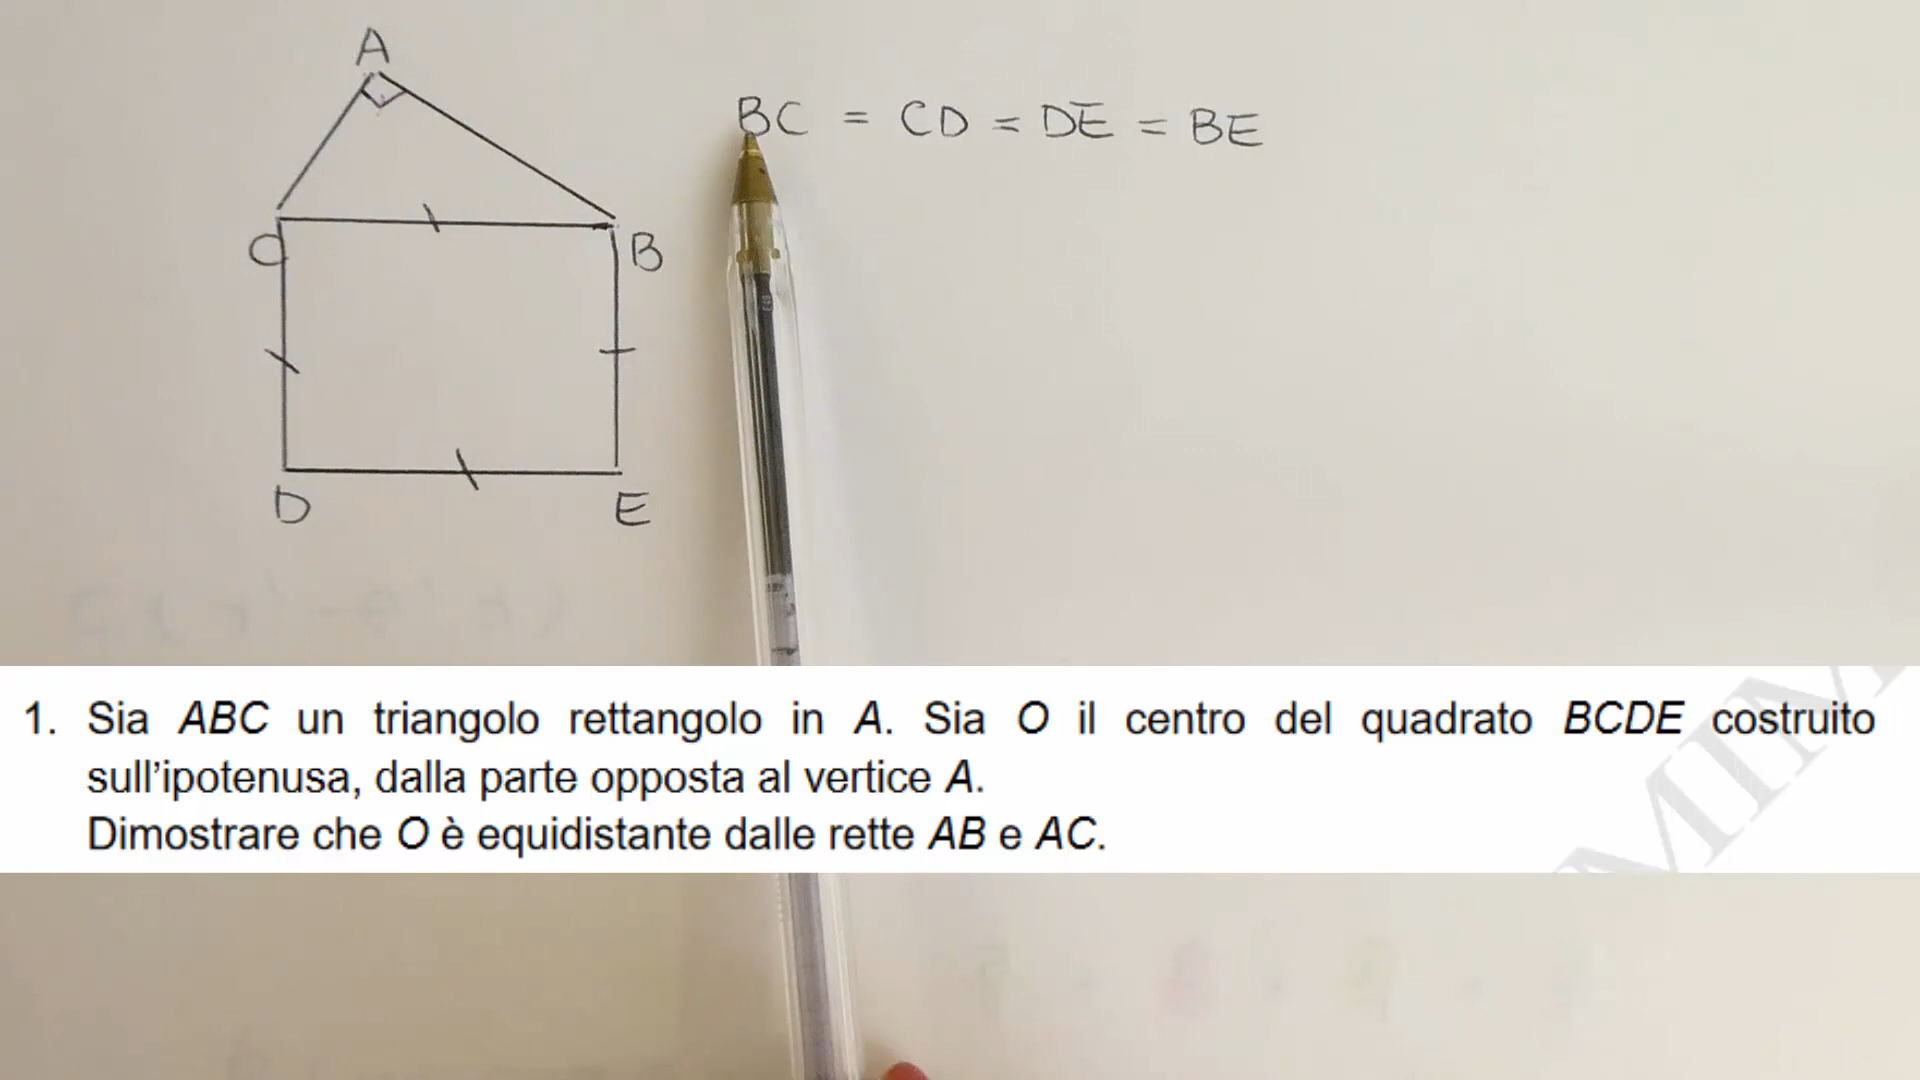 A
BC = CD = DE = BE
C
B
D
E
1. Sia ABC un triangolo rettangolo in A. Sia O il centro del quadrato BCDE costruito
sull'ipotenusa, dalla parte opposta al vertice A.
Dimostrare che O è equidistante dalle rette AB e AC.
MIM